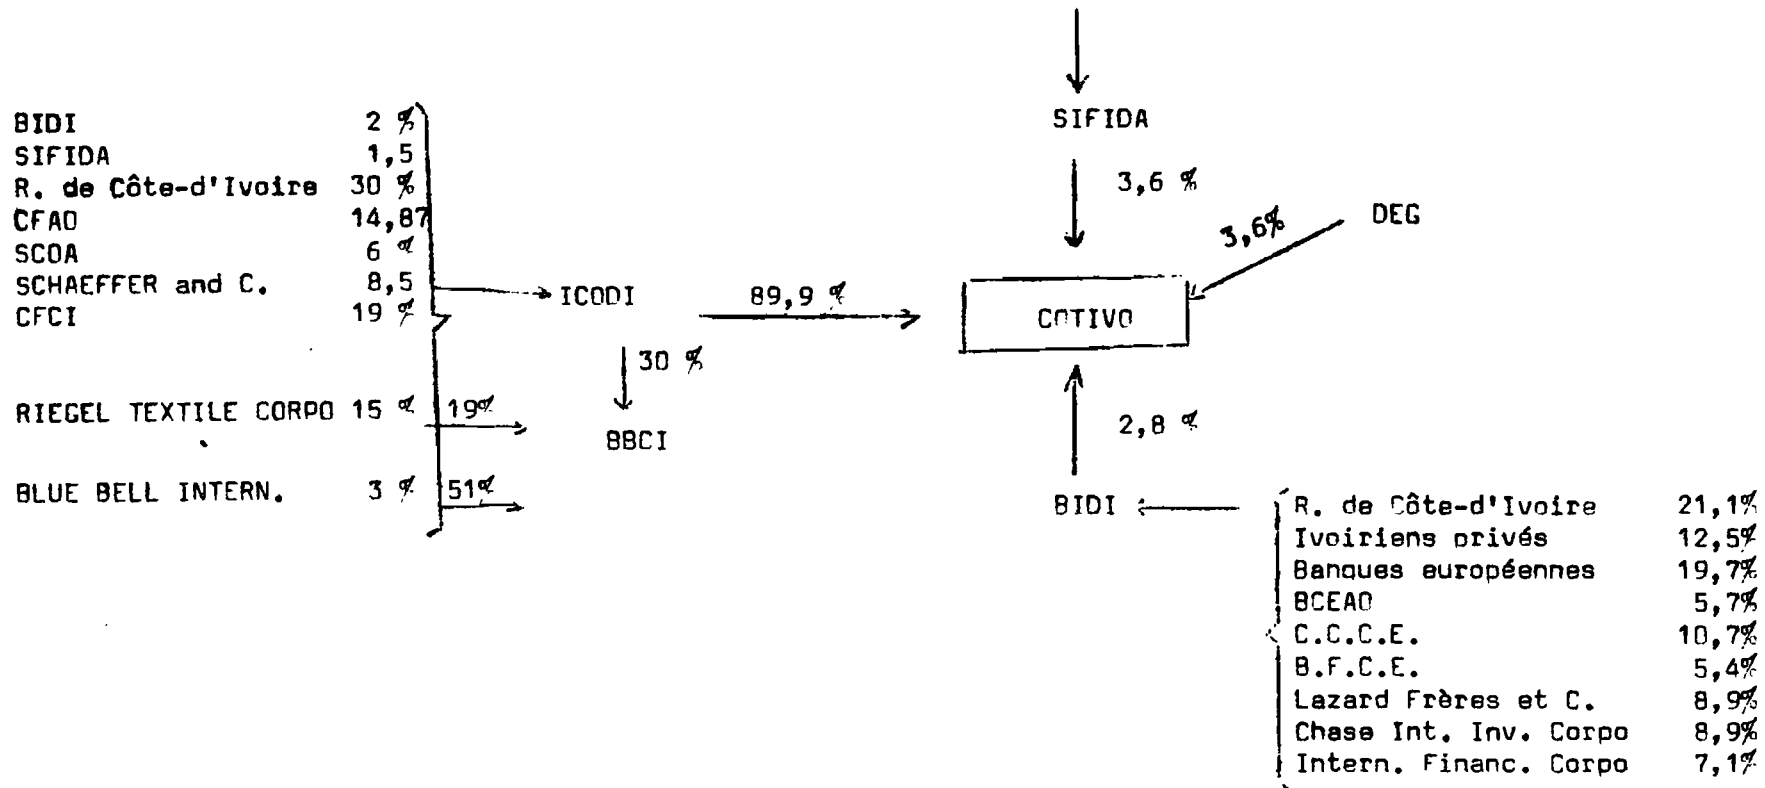 BIDI 2 %
SIFIDA 1,5
R. de Côte-d'Ivoire 30 %
CFAO 14,87
SCOA 6 %
SCHAEFFER and C. 8,5
CFCI 19 %
RIEGEL TEXTILE CORPO 15 % 19%
BLUE BELL INTERN. 3 % 51%
ICODI
30 %
BBCI
89,9 %
SIFIDA
3,6 %
DEG
3,6%
COTIVO
2,8 %
BIDI
R. de Côte-d'Ivoire 21,1%
Ivoiriens privés 12,5%
Banques européennes 19,7%
BCEAO 5,7%
C.C.C.E. 10,7%
B.F.C.E. 5,4%
Lazard Frères et C. 8,9%
Chase Int. Inv. Corpo 8,9%
Intern. Financ. Corpo 7,1%